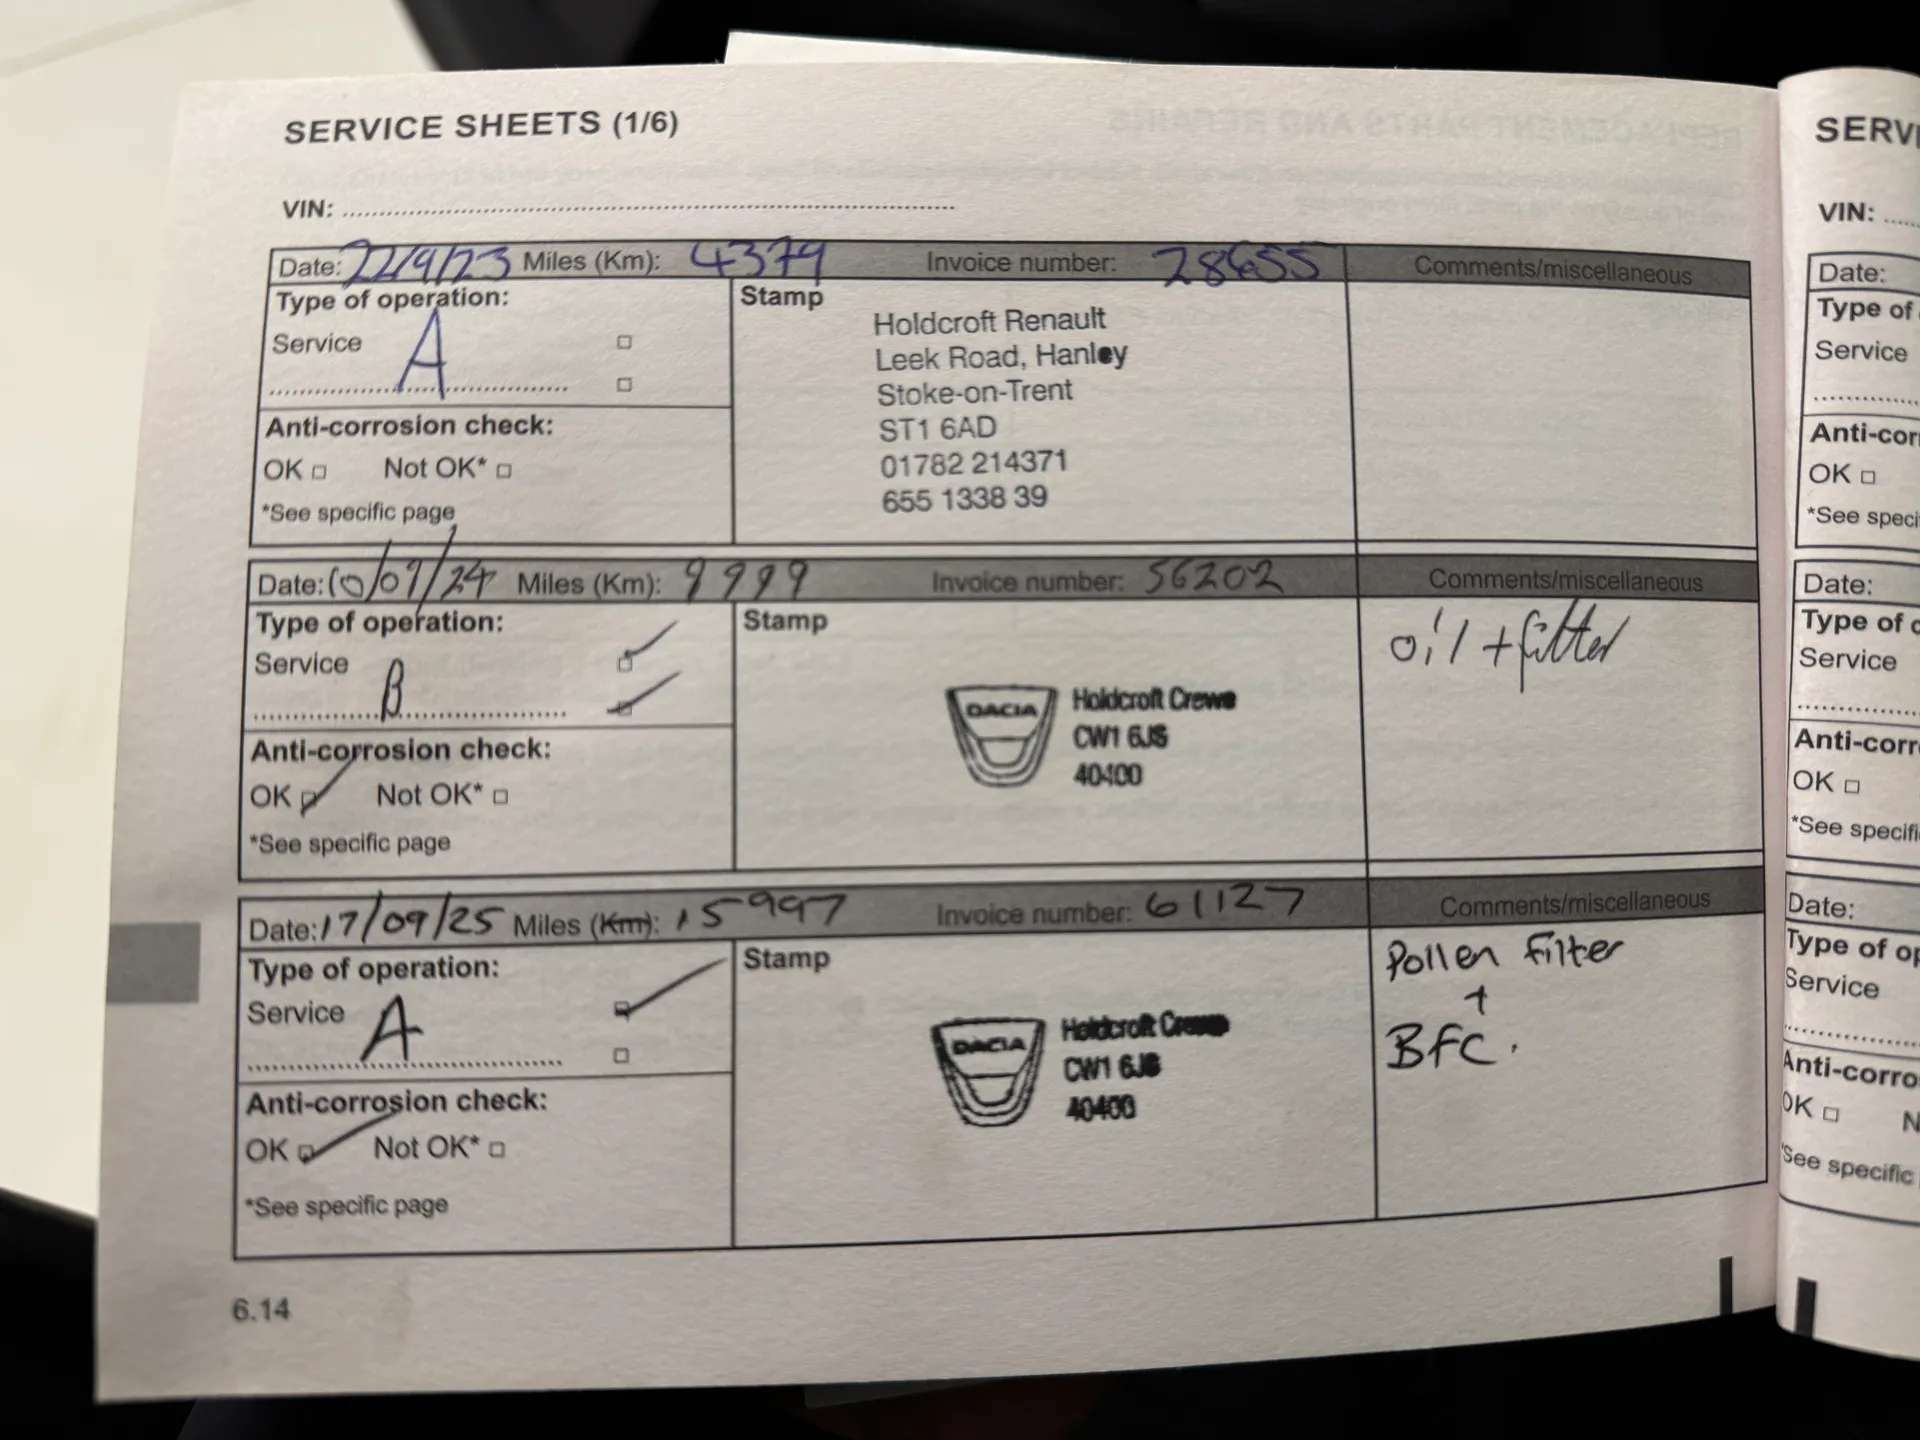 SERVICE SHEETS (1/6)
VIN:
Date: 22/9/23 Miles (Km): 4379 Invoice number: 28655 Comments/miscellaneous
Type of operation:
Service A
Anti-corrosion check:
OK □ Not OK* □
*See specific page
Stamp
Holdcroft Renault
Leek Road, Hanley
Stoke-on-Trent
ST1 6AD
01782 214371
655 1338 39
Date: 10/09/24 Miles (Km): 9999 Invoice number: 56202 Comments/miscellaneous
Type of operation:
Service B
Anti-corrosion check:
OK Not OK* □
*See specific page
Stamp
DACIA
Holdcroft Crewe
CW1 6JS
40400
oil + filter
Date: 17/09/25 Miles (Km): 15997 Invoice number: 61127 Comments/miscellaneous
Type of operation:
Service A
Anti-corrosion check:
OK Not OK* □
*See specific page
Stamp
DACIA
Holdcroft Crewe
CW1 6JS
40400
Pollen Filter
+
BFC.
6.14
SERV
VIN:
Date:
Type of
Service
Anti-cor
OK □
*See speci
Date:
Type of
Service
Anti-corr
OK □
*See specifi
Date:
Type of op
Service
Anti-corro
OK □ N
*See specific